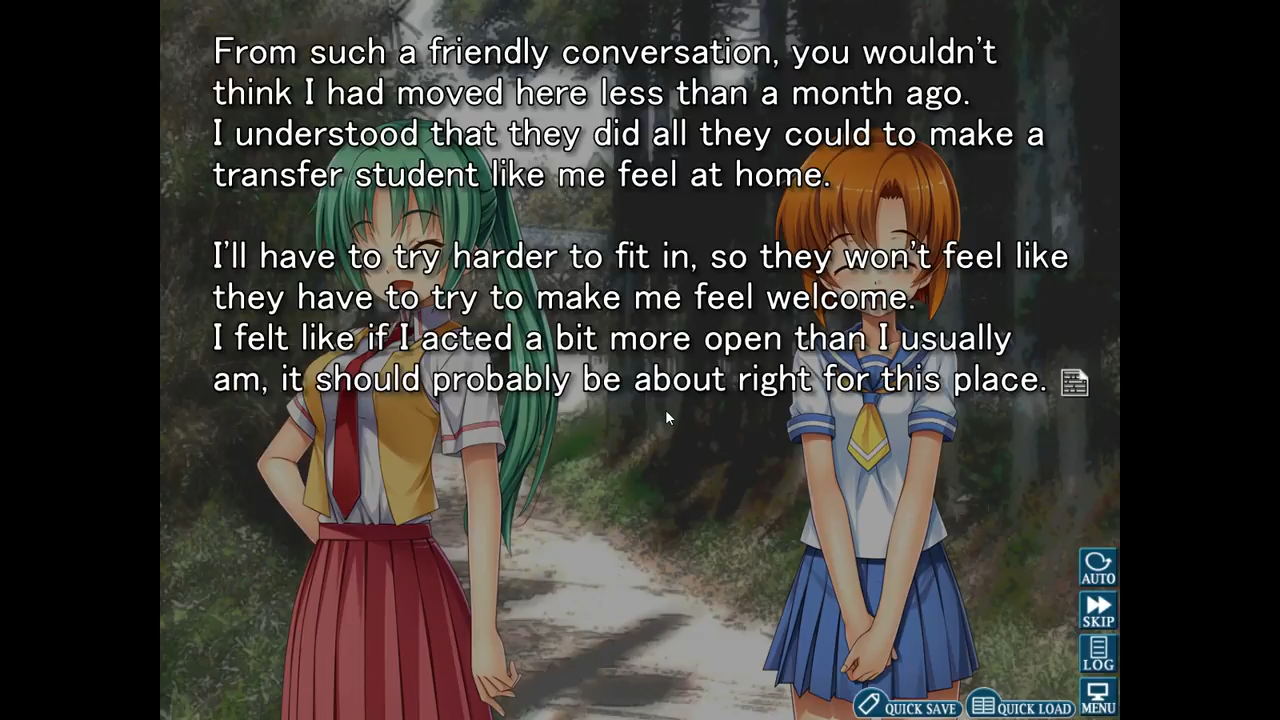 From such a friendly conversation, you wouldn't
think I had moved here less than a month ago.
I understood that they did all they could to make a
transfer student like me feel at home.
I'll have to try harder to fit in, so they won't feel like
they have to try to make me feel welcome.
I felt like if I acted a bit more open than I usually
am, it should probably be about right for this place.
AUTO
SKIP
LOG
MENU
QUICK SAVE QUICK LOAD